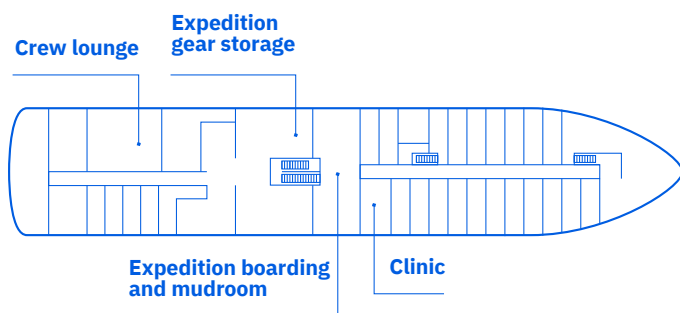 Expedition
gear storage
Crew lounge
Expedition boarding
and mudroom
Clinic